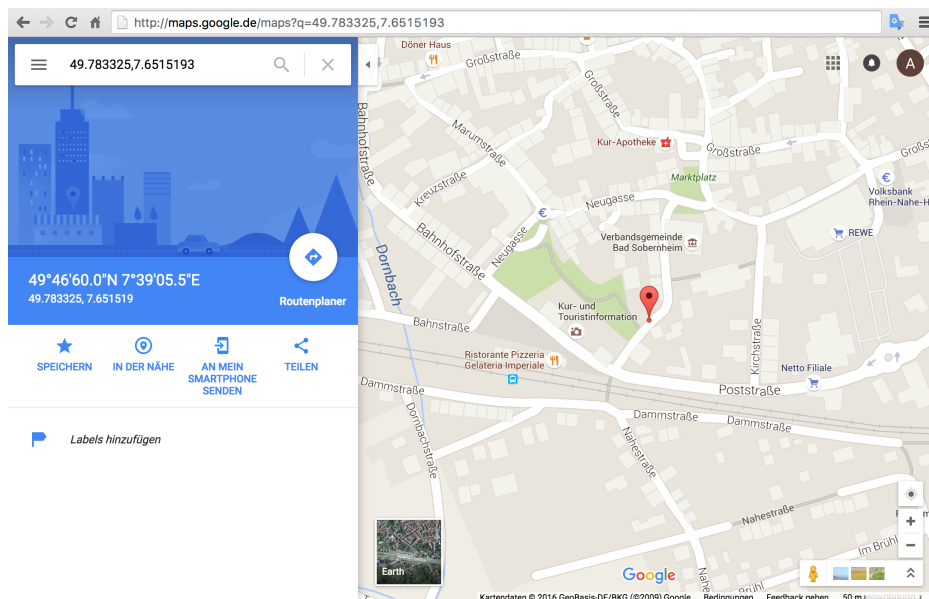 http://maps.google.de/maps?q=49.783325,7.6515193
49.783325,7.6515193
A
49°46'60.0"N 7°39'05.5"E
49.783325, 7.651519
Routenplaner
SPEICHERN
IN DER NÄHE
AN MEIN
SMARTPHONE
SENDEN
TEILEN
Labels hinzufügen
Döner Haus
Großstraße
Großstraße
Bahnhofstraße
Marumstraße
Kur-Apotheke
Großstraße
Marktplatz
Kreuzstraße
Neugasse
Volksbank
Rhein-Nahe-H
REWE
Verbandsgemeinde
Bad Sobernheim
Neugasse
Bahnhofstraße
Dornbach
Kur- und
Touristinformation
Bahnstraße
Kirchstraße
Ristorante Pizzeria
Gelateria Imperiale
Netto Filiale
Poststraße
Dammstraße
Dammstraße
Dammstraße
Dornbachstraße
Nahestraße
Nahestraße
Im Brühl
Brühl
Earth
Google
Kartendaten © 2016 GeoBasis-DE/BKG (©2009) Google
Bedingungen
Feedback geben
50 m